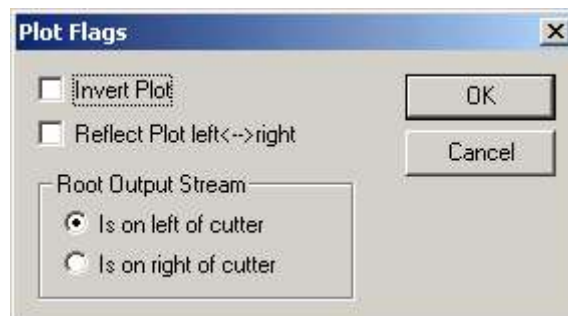 Plot Flags
Invert Plot
OK
Reflect Plot left<-->right
Cancel
Root Output Stream
Is on left of cutter
Is on right of cutter